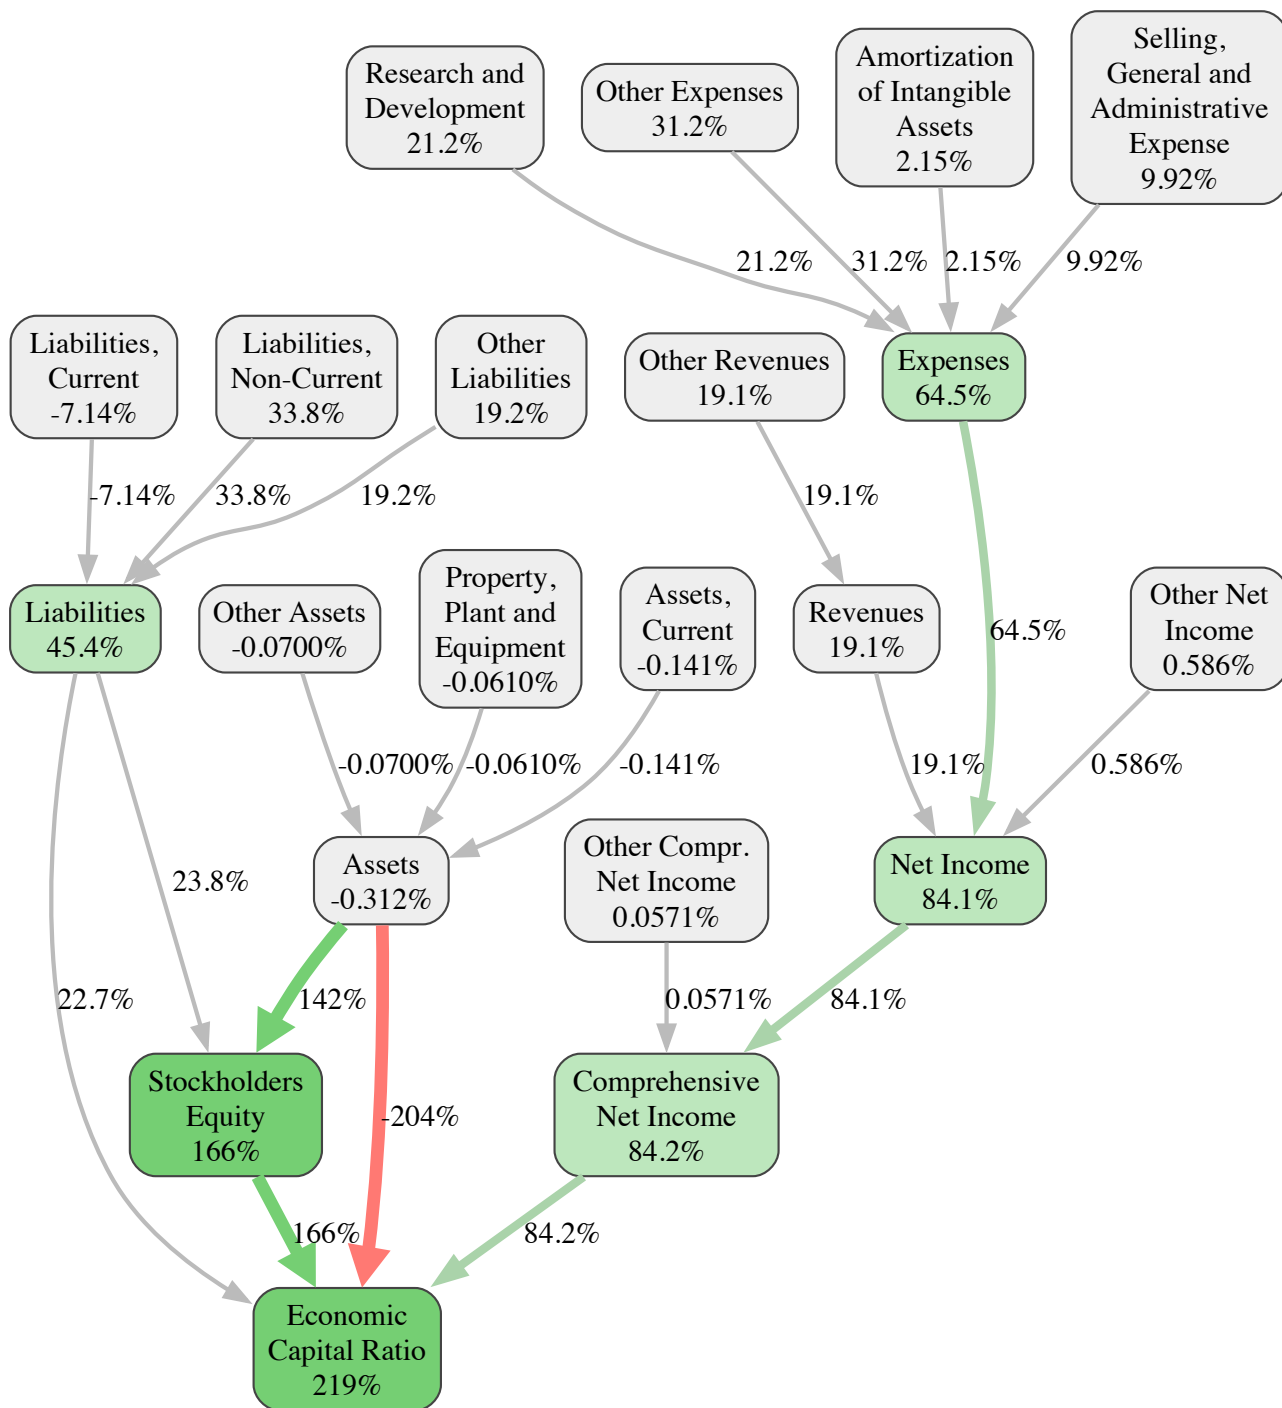 Research and
Development
21.2%
Other Expenses
31.2%
Amortization
of Intangible
Assets
2.15%
Selling,
General and
Administrative
Expense
9.92%
21.2%
31.2%
2.15%
9.92%
Liabilities,
Current
-7.14%
Liabilities,
Non-Current
33.8%
Other
Liabilities
19.2%
Other Revenues
19.1%
Expenses
64.5%
-7.14%
33.8%
19.2%
19.1%
Liabilities
45.4%
Other Assets
-0.0700%
Property,
Plant and
Equipment
-0.0610%
Assets,
Current
-0.141%
Revenues
19.1%
64.5%
Other Net
Income
0.586%
-0.0700%
-0.0610%
-0.141%
19.1%
0.586%
23.8%
Assets
-0.312%
Other Compr.
Net Income
0.0571%
Net Income
84.1%
22.7%
142%
0.0571%
84.1%
Stockholders
Equity
166%
-204%
Comprehensive
Net Income
84.2%
166%
84.2%
Economic
Capital Ratio
219%